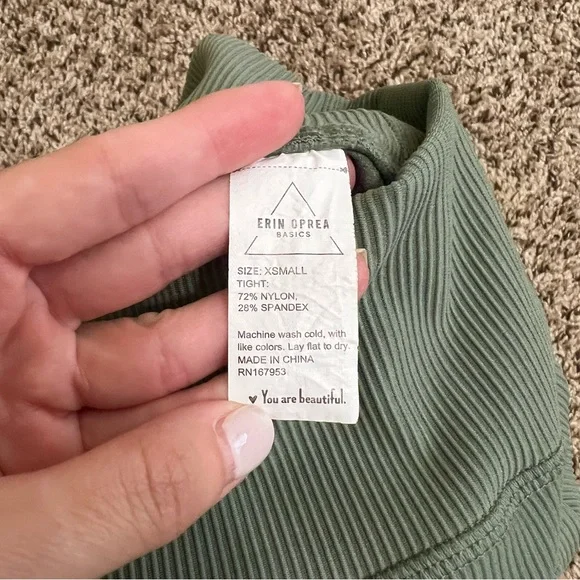 ERIN OPREA
BASICS
SIZE: XSMALL
TIGHT:
72% NYLON,
28% SPANDEX
Machine wash cold, with
like colors. Lay flat to dry.
MADE IN CHINA
RN167953
♥ You are beautiful.